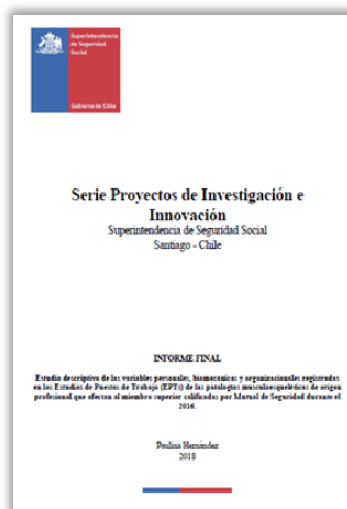 Superintendencia
de Seguridad
Social
Gobierno de Chile
Serie Proyectos de Investigación e
Innovación
Superintendencia de Seguridad Social
Santiago - Chile
INFORME FINAL
Estudio descriptivo de las variables personales, biomecánicas y organizacionales registradas
en los Estudios de Puestos de Trabajo (EPTs) de las patologías musculoesqueléticas de origen
profesional que afectan al miembro superior calificadas por Mutual de Seguridad durante el
2016.
Paulina Hernández
2018